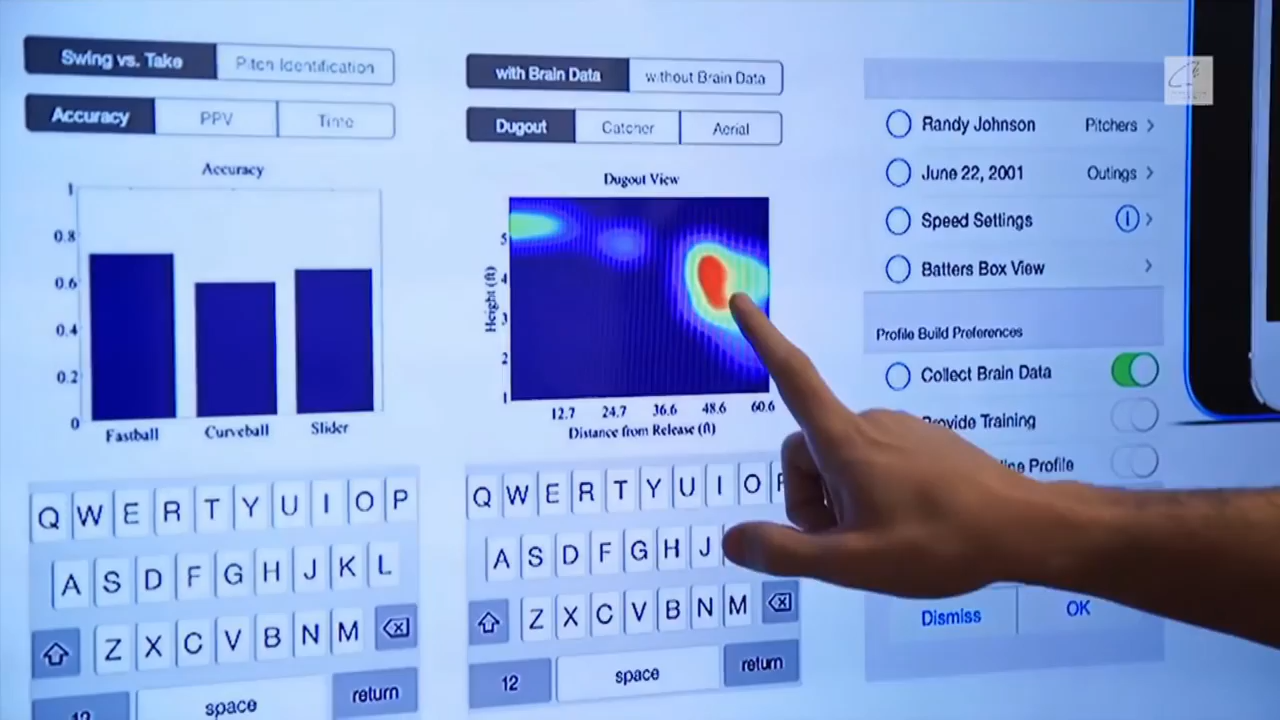 Swing vs. Take Pitch Identification
Accuracy PPV Time
Accuracy
1
0.8
0.6
0.4
0.2
0
Fastball Curveball Slider
Q W E R T Y U I O P
A S D F G H J K L
Z X C V B N M
12 space return
with Brain Data without Brain Data
Dugout Catcher Aerial
Dugout View
Height (ft)
5
4
3
2
1
12.7 24.7 36.6 48.6 60.6
Distance from Release (ft)
Q W E R T Y U I O P
A S D F G H J
Z X C V B N M
12 space return
Randy Johnson Pitchers >
June 22, 2001 Outings >
Speed Settings >
Batters Box View >
Profile Build Preferences
Collect Brain Data
Provide Training
Profile
Dismiss OK